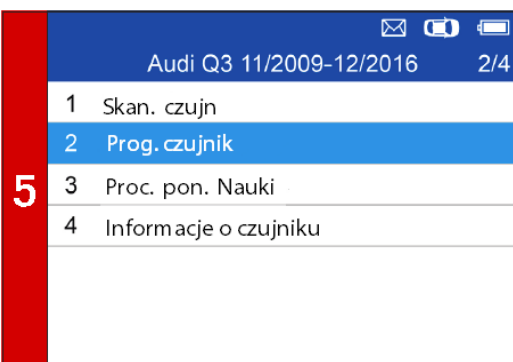 Audi Q3 11/2009-12/2016 2/4
1 Skan. czujn
2 Prog. czujnik
5
3 Proc. pon. Nauki
4 Informacje o czujniku